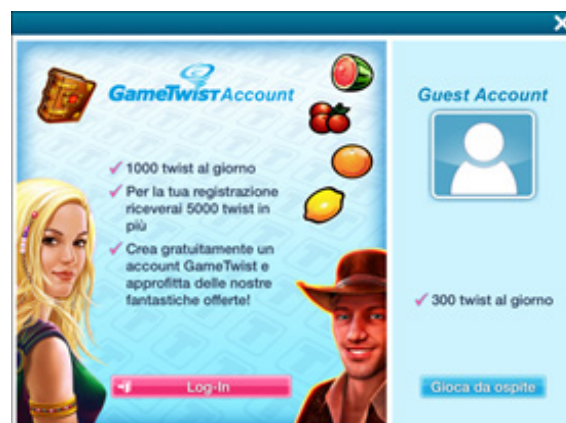 GameTwist Account
1000 twist al giorno
Per la tua registrazione
riceverai 5000 twist in
più
Crea gratuitamente un
account GameTwist e
approfitta delle nostre
fantastiche offerte!
Log-In
Guest Account
300 twist al giorno
Gioca da ospite